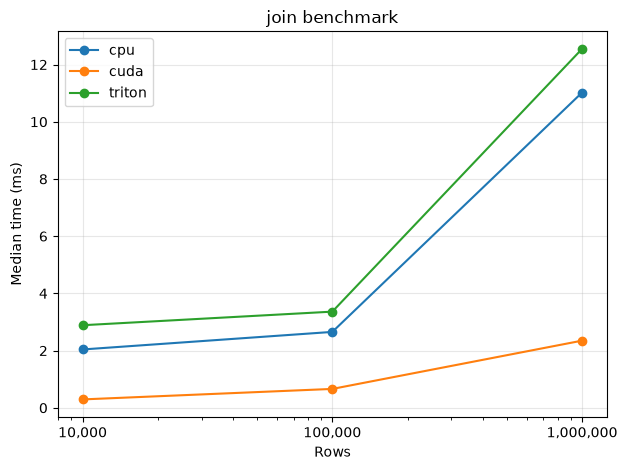 join benchmark
cpu
cuda
triton
Median time (ms)
12
10
8
6
4
2
0
10,000
100,000
1,000,000
Rows